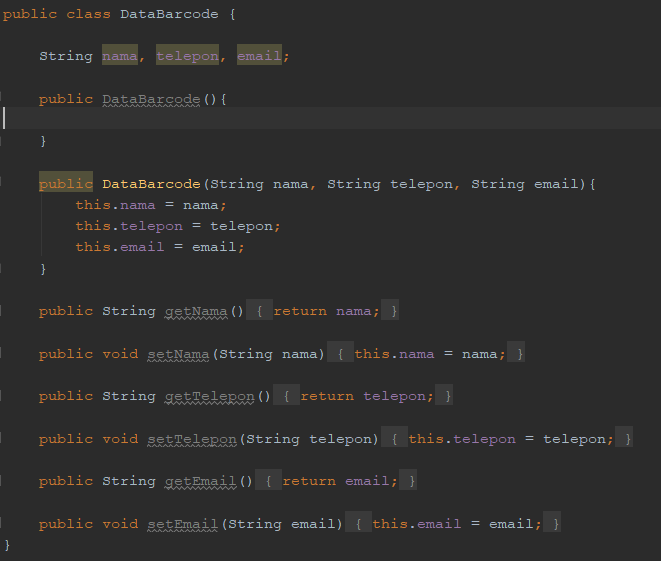 public class DataBarcode {
String nama, telepon, email;
public DataBarcode(){
}
public DataBarcode(String nama, String telepon, String email){
this.nama = nama;
this.telepon = telepon;
this.email = email;
}
public String getNama() { return nama; }
public void setNama(String nama) { this.nama = nama; }
public String getTelepon() { return telepon; }
public void setTelepon(String telepon) { this.telepon = telepon; }
public String getEmail() { return email; }
public void setEmail(String email) { this.email = email; }
}